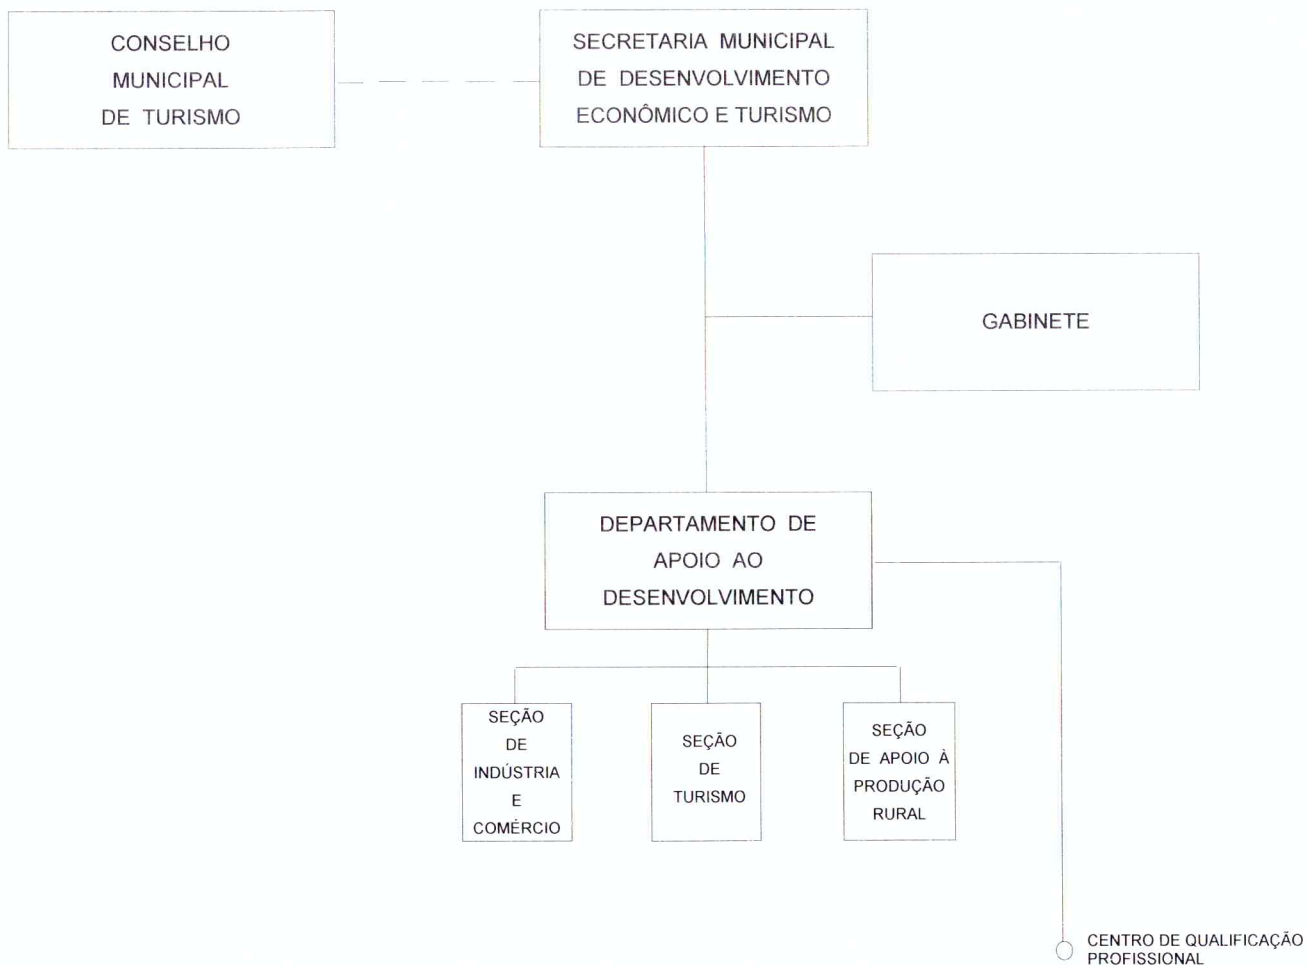 CONSELHO
MUNICIPAL
DE TURISMO
SECRETARIA MUNICIPAL
DE DESENVOLVIMENTO
ECONÔMICO E TURISMO
GABINETE
DEPARTAMENTO DE
APOIO AO
DESENVOLVIMENTO
SEÇÃO
DE
INDÚSTRIA
E
COMÉRCIO
SEÇÃO
DE
TURISMO
SEÇÃO
DE APOIO À
PRODUÇÃO
RURAL
CENTRO DE QUALIFICAÇÃO
PROFISSIONAL